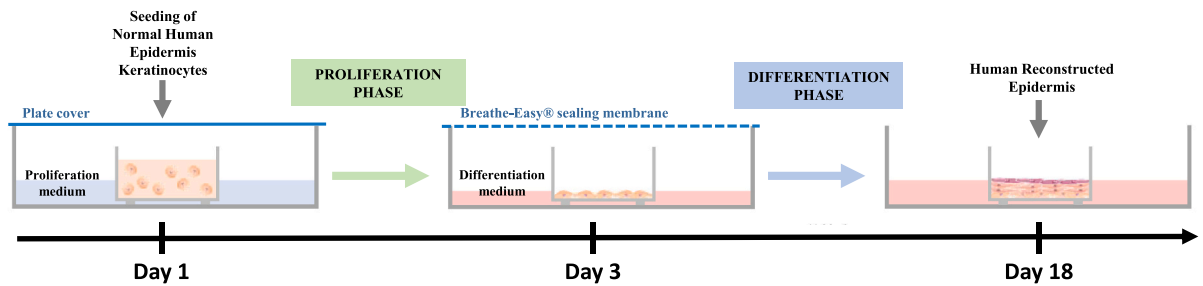 Seeding of
Normal Human
Epidermis
Keratinocytes
PROLIFERATION
PHASE
DIFFERENTIATION
PHASE
Human Reconstructed
Epidermis
Plate cover
Breathe-Easy® sealing membrane
Proliferation
medium
Differentiation
medium
Day 1
Day 3
Day 18